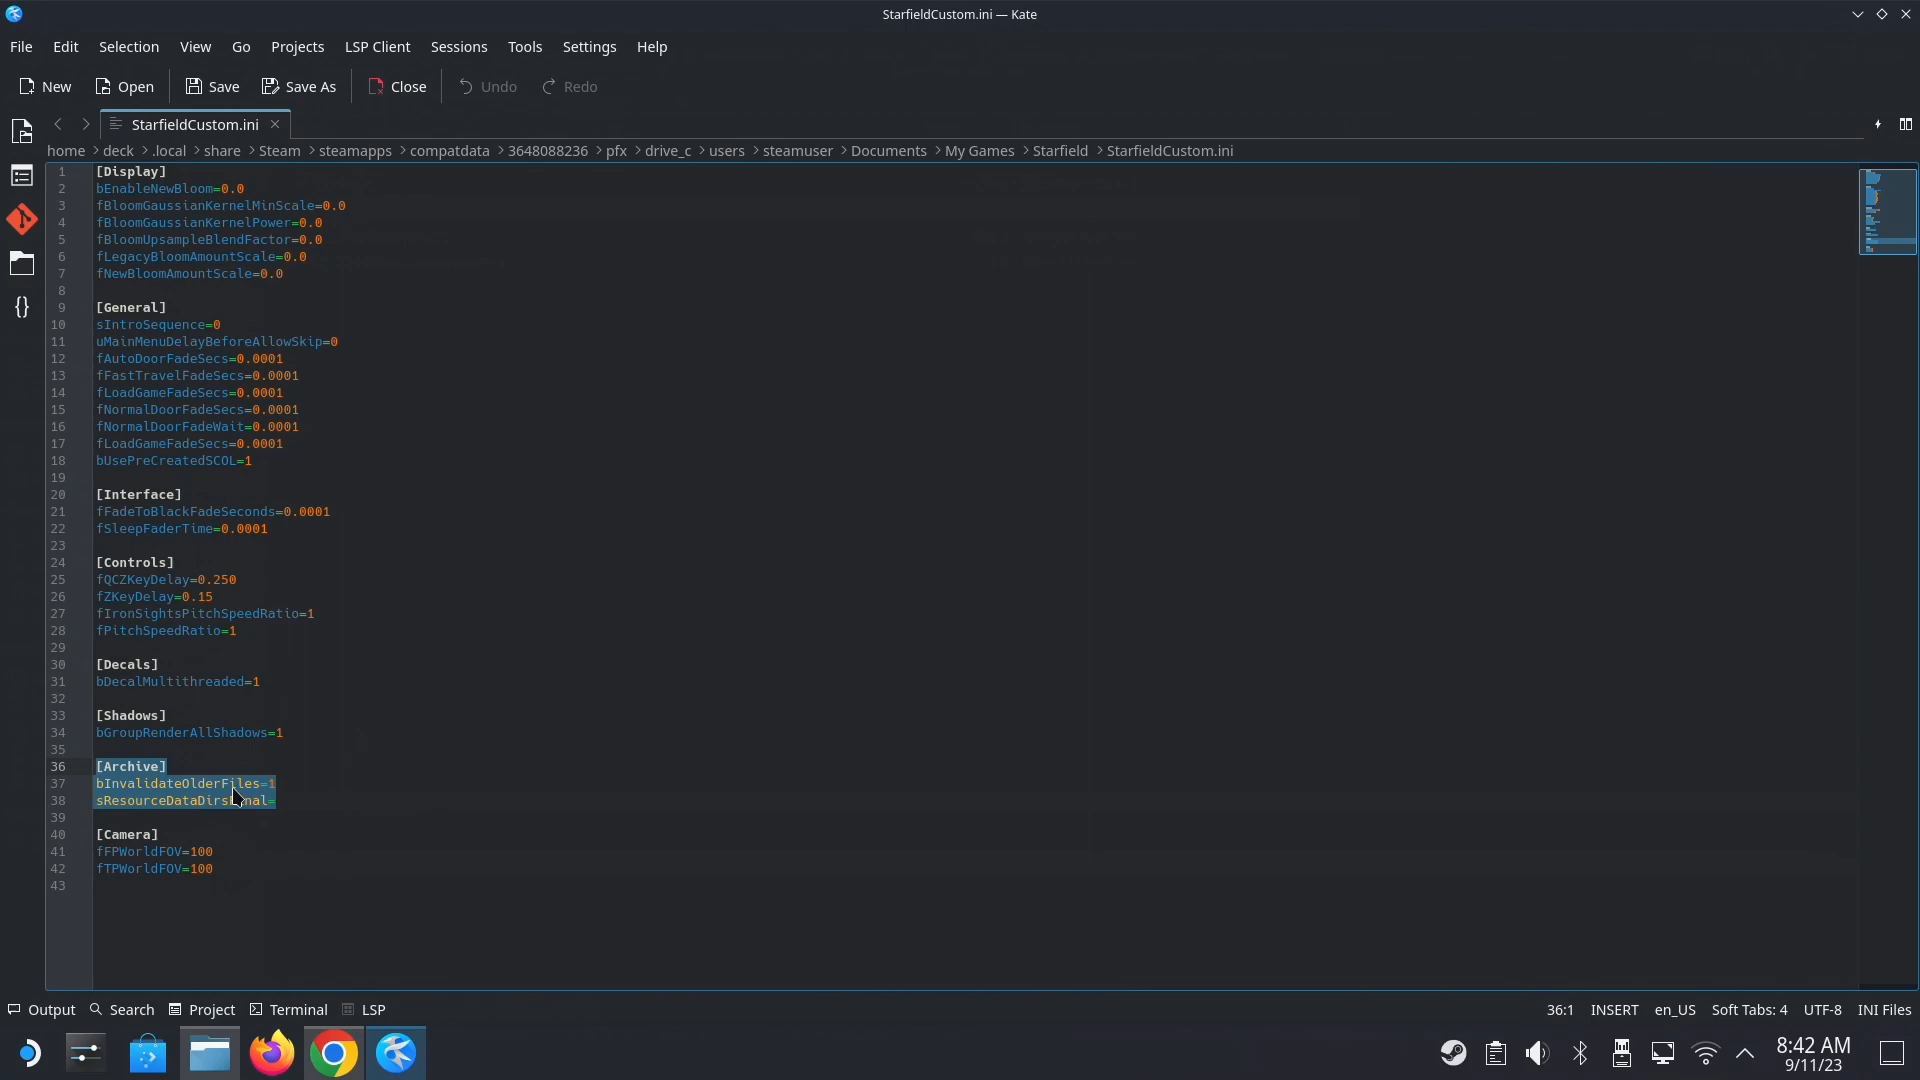 StarfieldCustom.ini — Kate
File Edit Selection View Go Projects LSP Client Sessions Tools Settings Help
New Open Save Save As Close Undo Redo
StarfieldCustom.ini
home > deck > .local > share > Steam > steamapps > compatdata > 3648088236 > pfx > drive_c > users > steamuser > Documents > My Games > Starfield > StarfieldCustom.ini
1 [Display]
2 bEnableNewBloom=0.0
3 fBloomGaussianKernelMinScale=0.0
4 fBloomGaussianKernelPower=0.0
5 fBloomUpsampleBlendFactor=0.0
6 fLegacyBloomAmountScale=0.0
7 fNewBloomAmountScale=0.0
8
9 [General]
10 sIntroSequence=0
11 uMainMenuDelayBeforeAllowSkip=0
12 fAutoDoorFadeSecs=0.0001
13 fFastTravelFadeSecs=0.0001
14 fLoadGameFadeSecs=0.0001
15 fNormalDoorFadeSecs=0.0001
16 fNormalDoorFadeWait=0.0001
17 fLoadGameFadeSecs=0.0001
18 bUsePreCreatedSCOL=1
19
20 [Interface]
21 fFadeToBlackFadeSeconds=0.0001
22 fSleepFaderTime=0.0001
23
24 [Controls]
25 fQCZKeyDelay=0.250
26 fZKeyDelay=0.15
27 fIronSightsPitchSpeedRatio=1
28 fPitchSpeedRatio=1
29
30 [Decals]
31 bDecalMultithreaded=1
32
33 [Shadows]
34 bGroupRenderAllShadows=1
35
36 [Archive]
37 bInvalidateOlderFiles=1
38 sResourceDataDirsFinal=
39
40 [Camera]
41 fFPWorldFOV=100
42 fTPWorldFOV=100
43
Output Search Project Terminal LSP 36:1 INSERT en_US Soft Tabs: 4 UTF-8 INI Files
8:42 AM
9/11/23